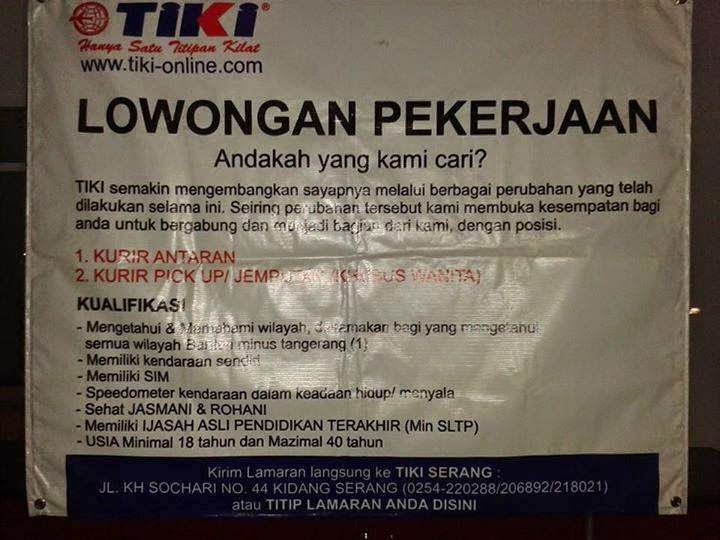 TIKI®
Hanya Satu Titipan Kilat
www.tiki-online.com
LOWONGAN PEKERJAAN
Andakah yang kami cari?
TIKI semakin mengembangkan sayapnya melalui berbagai perubahan yang telah
dilakukan selama ini. Seiring perubahan tersebut kami membuka kesempatan bagi
anda untuk bergabung dan menjadi bagian dari kami, dengan posisi.
1. KURIR ANTARAN
2. KURIR PICK UP/ JEMPUTAN (KHUSUS WANITA)
KUALIFIKASI
- Mengetahui & Memahami wilayah, diutamakan bagi yang mengetahui
semua wilayah Banten minus tangerang (1)
- Memiliki kendaraan sendiri
- Memiliki SIM
- Speedometer kendaraan dalam keadaan hidup/ menyala
- Sehat JASMANI & ROHANI
- Memiliki IJASAH ASLI PENDIDIKAN TERAKHIR (Min SLTP)
- USIA Minimal 18 tahun dan Mazimal 40 tahun
Kirim Lamaran langsung ke TIKI SERANG :
JL. KH SOCHARI NO. 44 KIDANG SERANG (0254-220288/206892/218021)
atau TITIP LAMARAN ANDA DISINI